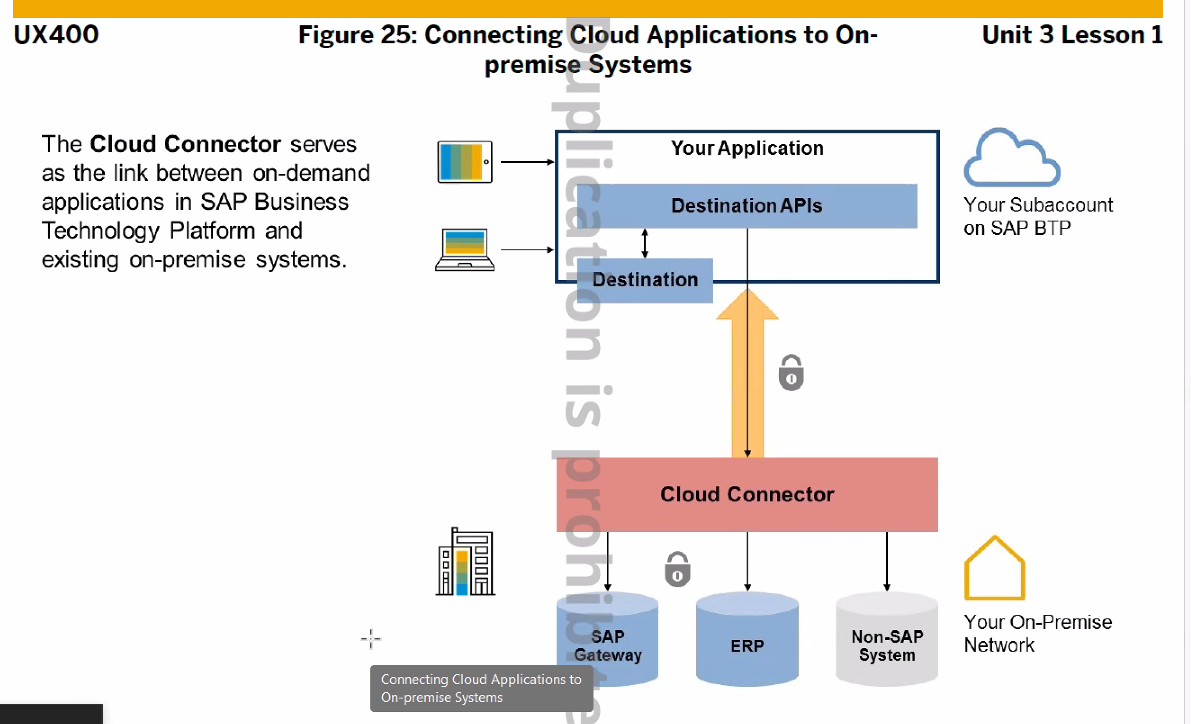 UX400
Figure 25: Connecting Cloud Applications to On-
premise Systems
Unit 3 Lesson 1
The Cloud Connector serves
as the link between on-demand
applications in SAP Business
Technology Platform and
existing on-premise systems.
Your Application
Destination APIs
Destination
Your Subaccount
on SAP BTP
Cloud Connector
SAP
Gateway
ERP
Non-SAP
System
Your On-Premise
Network
Connecting Cloud Applications to
On-premise Systems
Duplication is prohibite